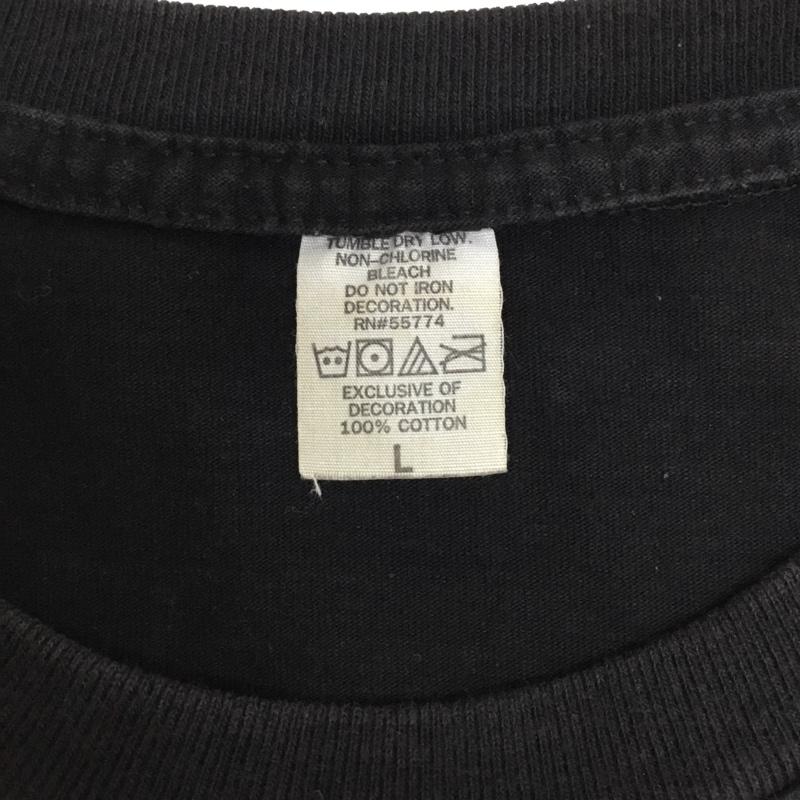 TUMBLE DRY LOW.
NON-CHLORINE
BLEACH
DO NOT IRON
DECORATION.
RN#55774
EXCLUSIVE OF
DECORATION
100% COTTON
L